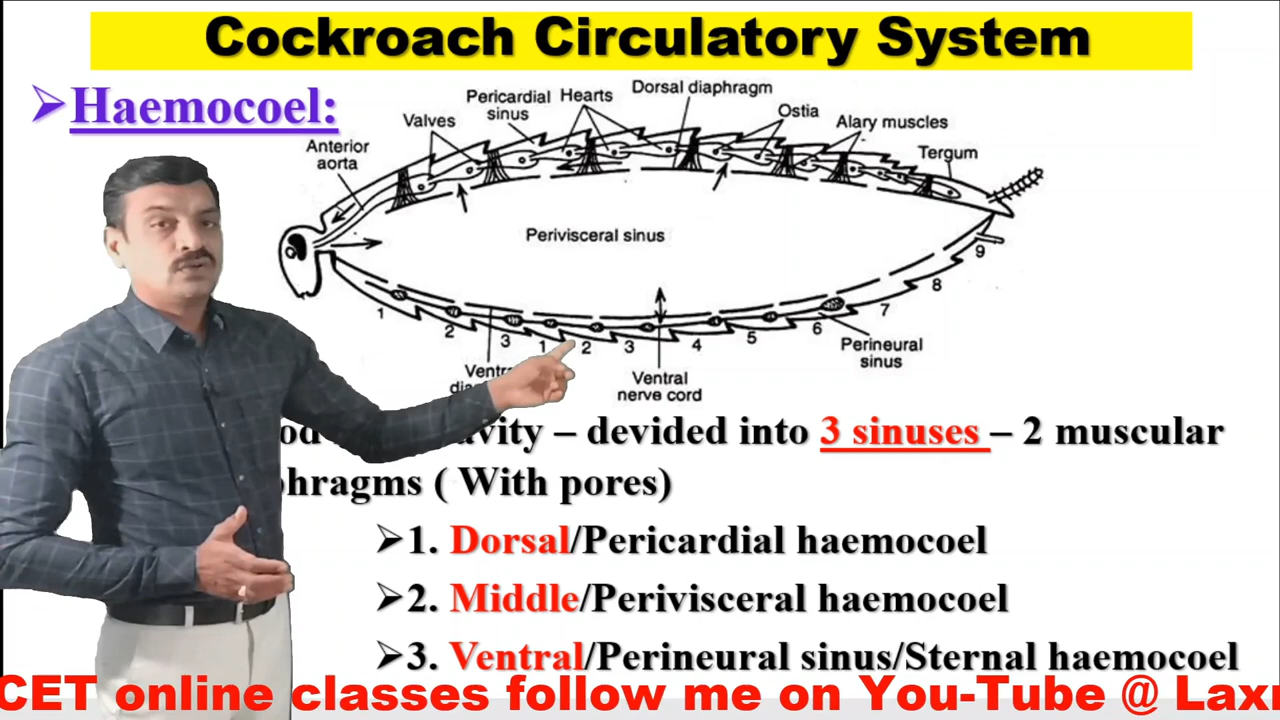 Cockroach Circulatory System
➢Haemocoel:
Dorsal diaphragm
Pericardial sinus
Hearts
Valves
Ostia
Alary muscles
Anterior aorta
Tergum
Perivisceral sinus
1 2 3 1 2 3 4 5 6 7 8 9
Perineural sinus
Ventral nerve cord
– devided into 3 sinuses – 2 muscular
( With pores)
➢1. Dorsal/Pericardial haemocoel
➢2. Middle/Perivisceral haemocoel
➢3. Ventral/Perineural sinus/Sternal haemocoel
CET online classes follow me on You-Tube @